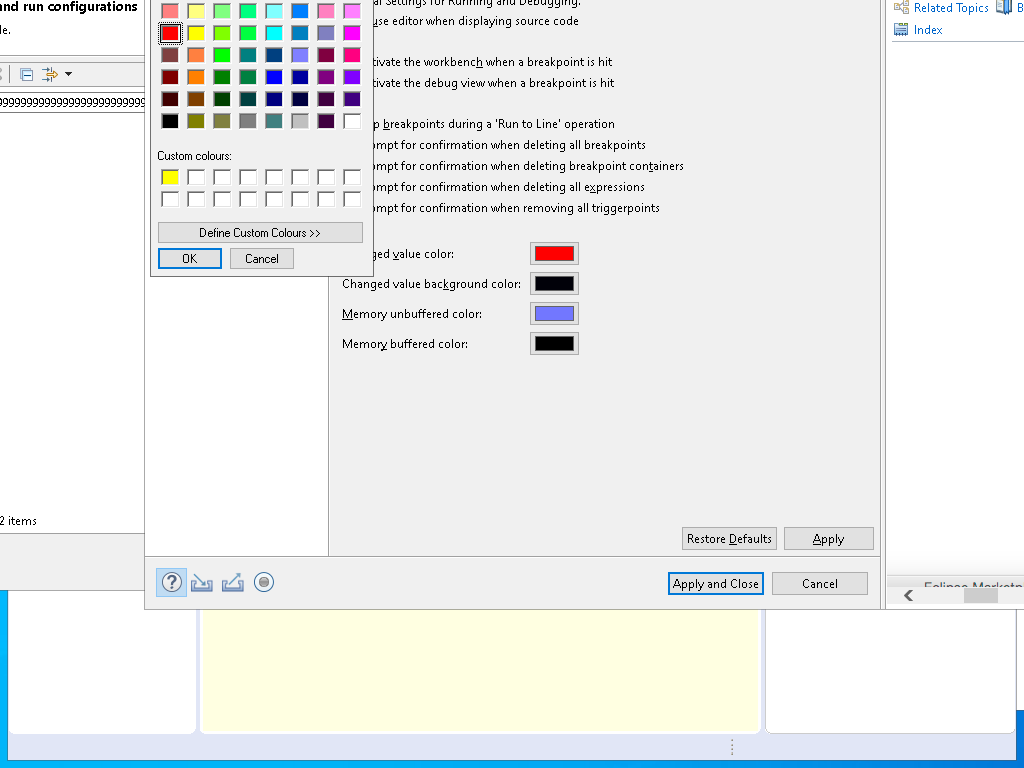 and run configurations
le.
2 items
Custom colours:
Define Custom Colours >>
OK
Cancel
Settings for Running and Debugging.
use editor when displaying source code
tivate the workbench when a breakpoint is hit
tivate the debug view when a breakpoint is hit
p breakpoints during a 'Run to Line' operation
ompt for confirmation when deleting all breakpoints
ompt for confirmation when deleting breakpoint containers
ompt for confirmation when deleting all expressions
ompt for confirmation when removing all triggerpoints
ged value color:
Changed value background color:
Memory unbuffered color:
Memory buffered color:
Restore Defaults
Apply
Apply and Close
Cancel
Related Topics
B
Index